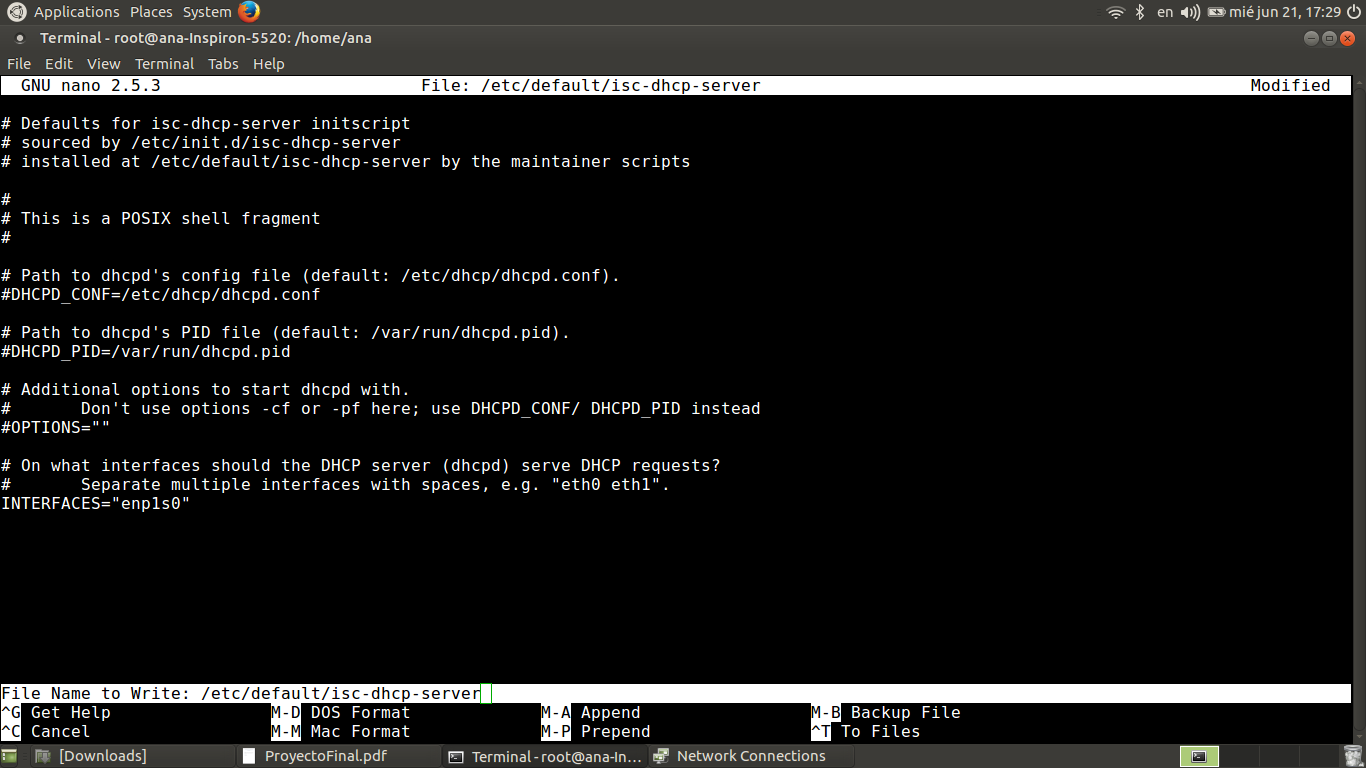 Applications Places System en mié jun 21, 17:29
Terminal - root@ana-Inspiron-5520: /home/ana
File Edit View Terminal Tabs Help
GNU nano 2.5.3 File: /etc/default/isc-dhcp-server Modified
# Defaults for isc-dhcp-server initscript
# sourced by /etc/init.d/isc-dhcp-server
# installed at /etc/default/isc-dhcp-server by the maintainer scripts
#
# This is a POSIX shell fragment
#
# Path to dhcpd's config file (default: /etc/dhcp/dhcpd.conf).
#DHCPD_CONF=/etc/dhcp/dhcpd.conf
# Path to dhcpd's PID file (default: /var/run/dhcpd.pid).
#DHCPD_PID=/var/run/dhcpd.pid
# Additional options to start dhcpd with.
#       Don't use options -cf or -pf here; use DHCPD_CONF/ DHCPD_PID instead
#OPTIONS=""
# On what interfaces should the DHCP server (dhcpd) serve DHCP requests?
#       Separate multiple interfaces with spaces, e.g. "eth0 eth1".
INTERFACES="enp1s0"
File Name to Write: /etc/default/isc-dhcp-server
^G Get Help M-D DOS Format M-A Append M-B Backup File
^C Cancel M-M Mac Format M-P Prepend ^T To Files
[Downloads] ProyectoFinal.pdf Terminal - root@ana-In... Network Connections